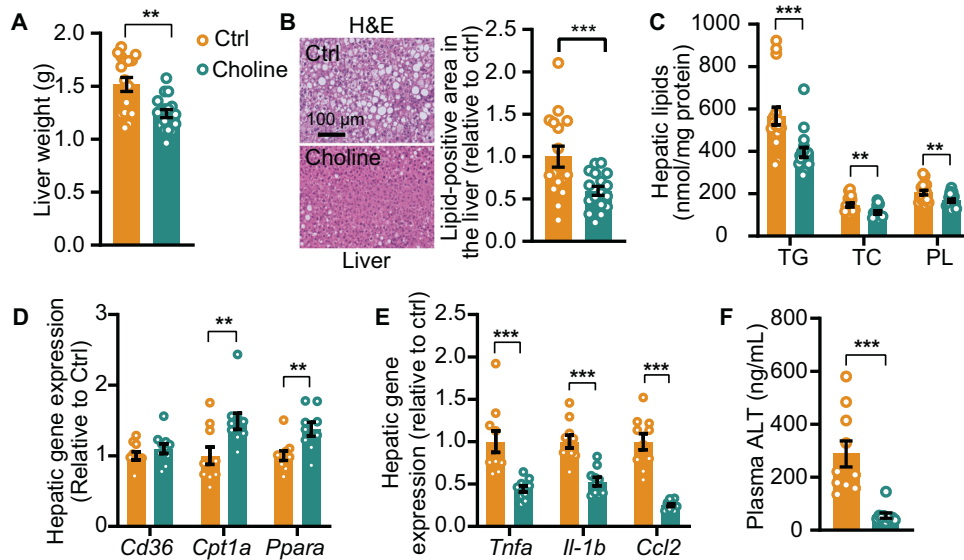 A
Liver weight (g)
2.0
1.5
1.0
0.5
0.0
**
Ctrl
Choline
B
H&E
Ctrl
100 µm
Choline
Liver
Lipid-positive area in
the liver (relative to ctrl)
2.5
2.0
1.5
1.0
0.5
0.0
***
C
Hepatic lipids
(nmol/mg protein)
1000
800
600
400
200
0
***
**
**
TG
TC
PL
D
Hepatic gene expression
(Relative to Ctrl)
3
2
1
0
**
**
Cd36
Cpt1a
Ppara
E
Hepatic gene
expression (relative to ctrl)
2.5
2.0
1.5
1.0
0.5
0.0
***
***
***
Tnfa
Il-1b
Ccl2
F
Plasma ALT (ng/mL)
800
600
400
200
0
***